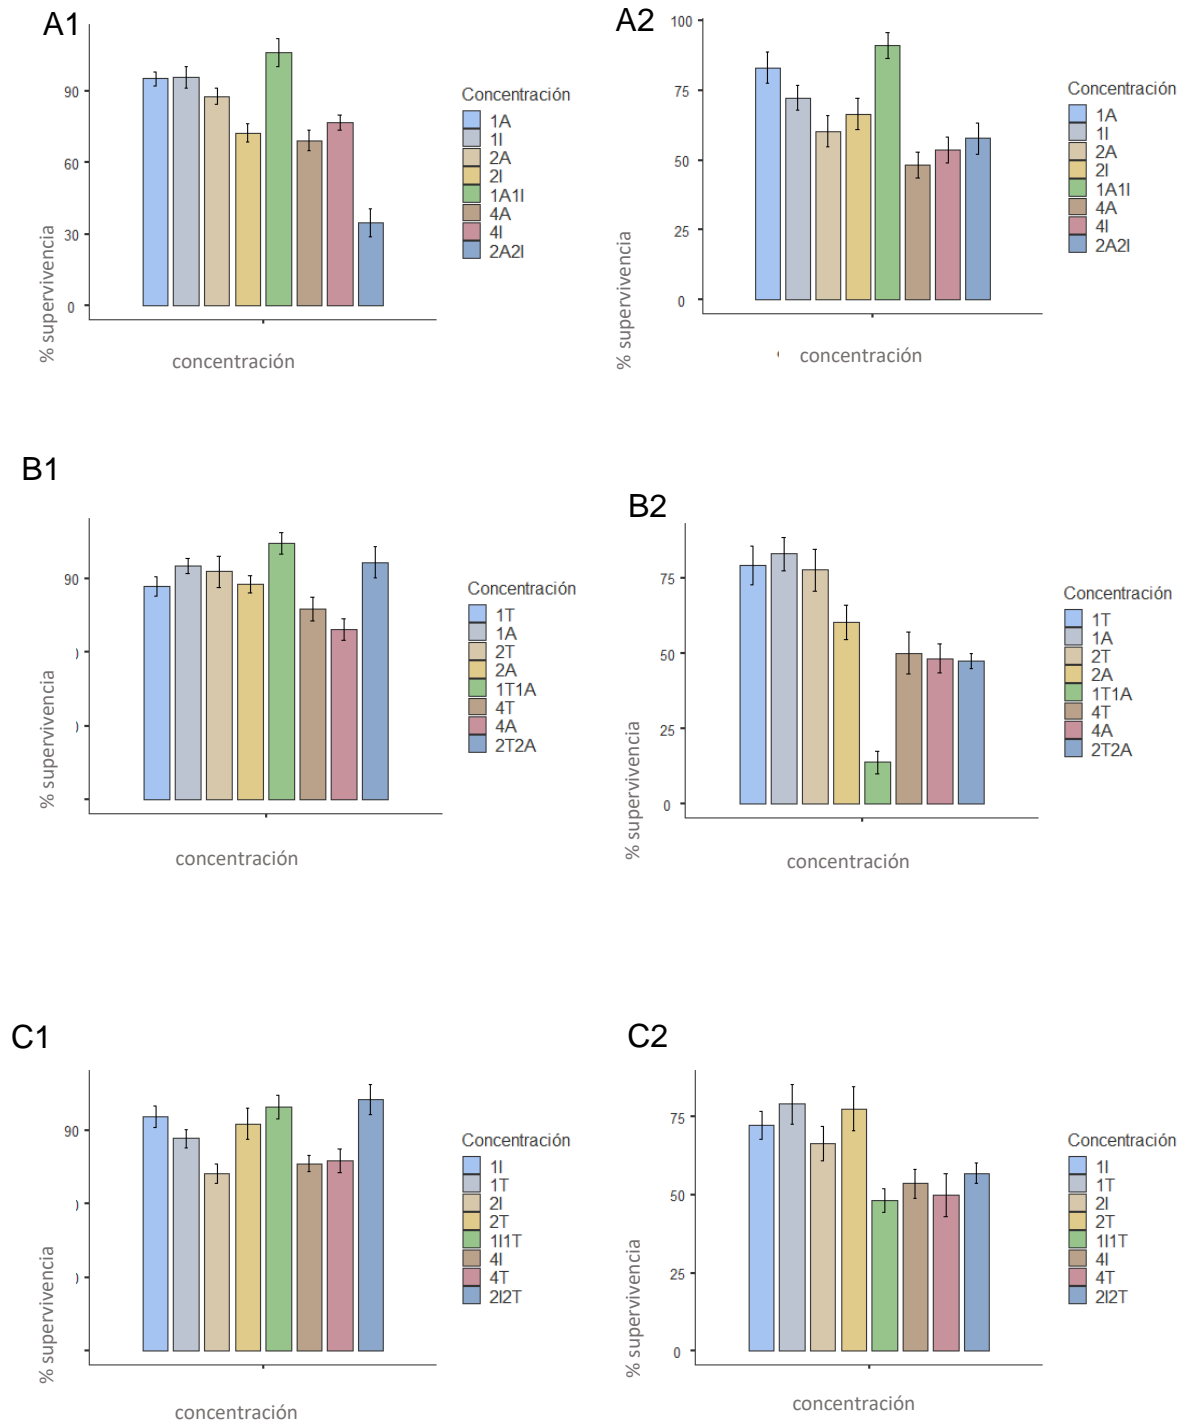 A1
90
60
30
0
% supervivencia
concentración
Concentración
1A
1I
2A
2I
1A1I
4A
4I
2A2I
A2
100
75
50
25
0
% supervivencia
concentración
Concentración
1A
1I
2A
2I
1A1I
4A
4I
2A2I
B1
90
% supervivencia
concentración
Concentración
1T
1A
2T
2A
1T1A
4T
4A
2T2A
B2
75
50
25
0
% supervivencia
concentración
Concentración
1T
1A
2T
2A
1T1A
4T
4A
2T2A
C1
90
% supervivencia
concentración
Concentración
1I
1T
2I
2T
1I1T
4I
4T
2I2T
C2
75
50
25
0
% supervivencia
concentración
Concentración
1I
1T
2I
2T
1I1T
4I
4T
2I2T